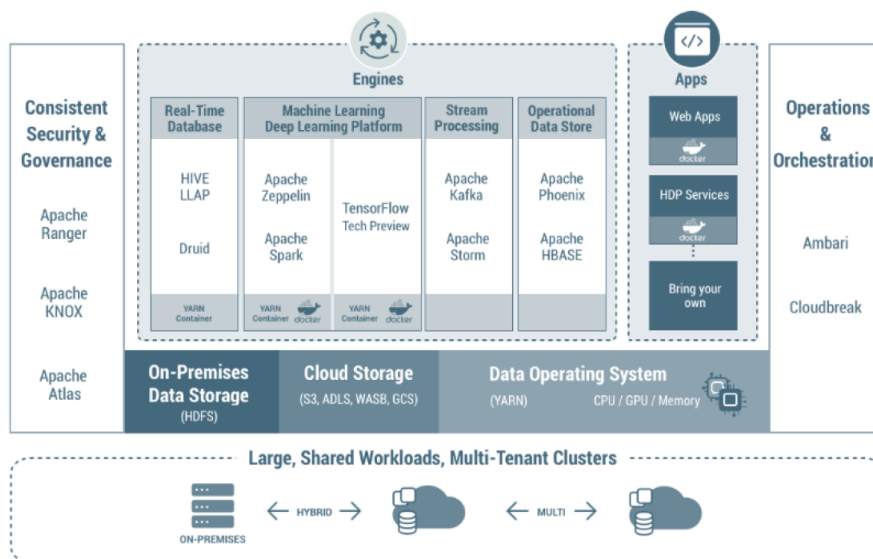 Consistent
Security &
Governance
Apache
Ranger
Apache
KNOX
Apache
Atlas
Engines
Real-Time
Database
HIVE
LLAP
Druid
YARN
Container
Machine Learning
Deep Learning Platform
Apache
Zeppelin
Apache
Spark
YARN
Container
docker
TensorFlow
Tech Preview
YARN
Container
docker
Stream
Processing
Apache
Kafka
Apache
Storm
Operational
Data Store
Apache
Phoenix
Apache
HBASE
</>
Apps
Web Apps
docker
HDP Services
docker
Bring your
own
Operations
&
Orchestration
Ambari
Cloudbreak
On-Premises
Data Storage
(HDFS)
Cloud Storage
(S3, ADLS, WASB, GCS)
Data Operating System
(YARN)
CPU / GPU / Memory
Large, Shared Workloads, Multi-Tenant Clusters
ON-PREMISES
HYBRID
MULTI